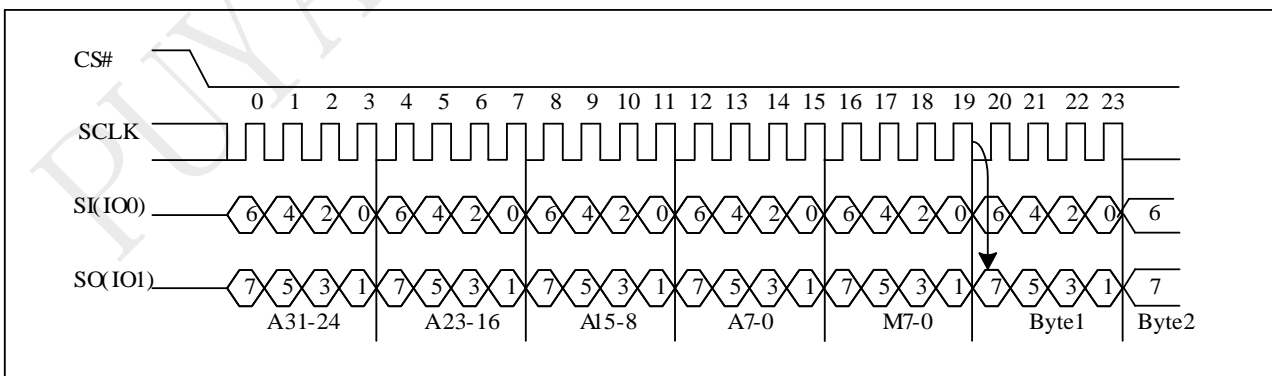 PUYA
CS#
0 1 2 3 4 5 6 7 8 9 10 11 12 13 14 15 16 17 18 19 20 21 22 23
SCLK
SI(IO0) 6 4 2 0 6 4 2 0 6 4 2 0 6 4 2 0 6 4 2 0 6 4 2 0 6
SO(IO1) 7 5 3 1 7 5 3 1 7 5 3 1 7 5 3 1 7 5 3 1 7 5 3 1 7
A31-24 A23-16 A15-8 A7-0 M7-0 Byte1 Byte2